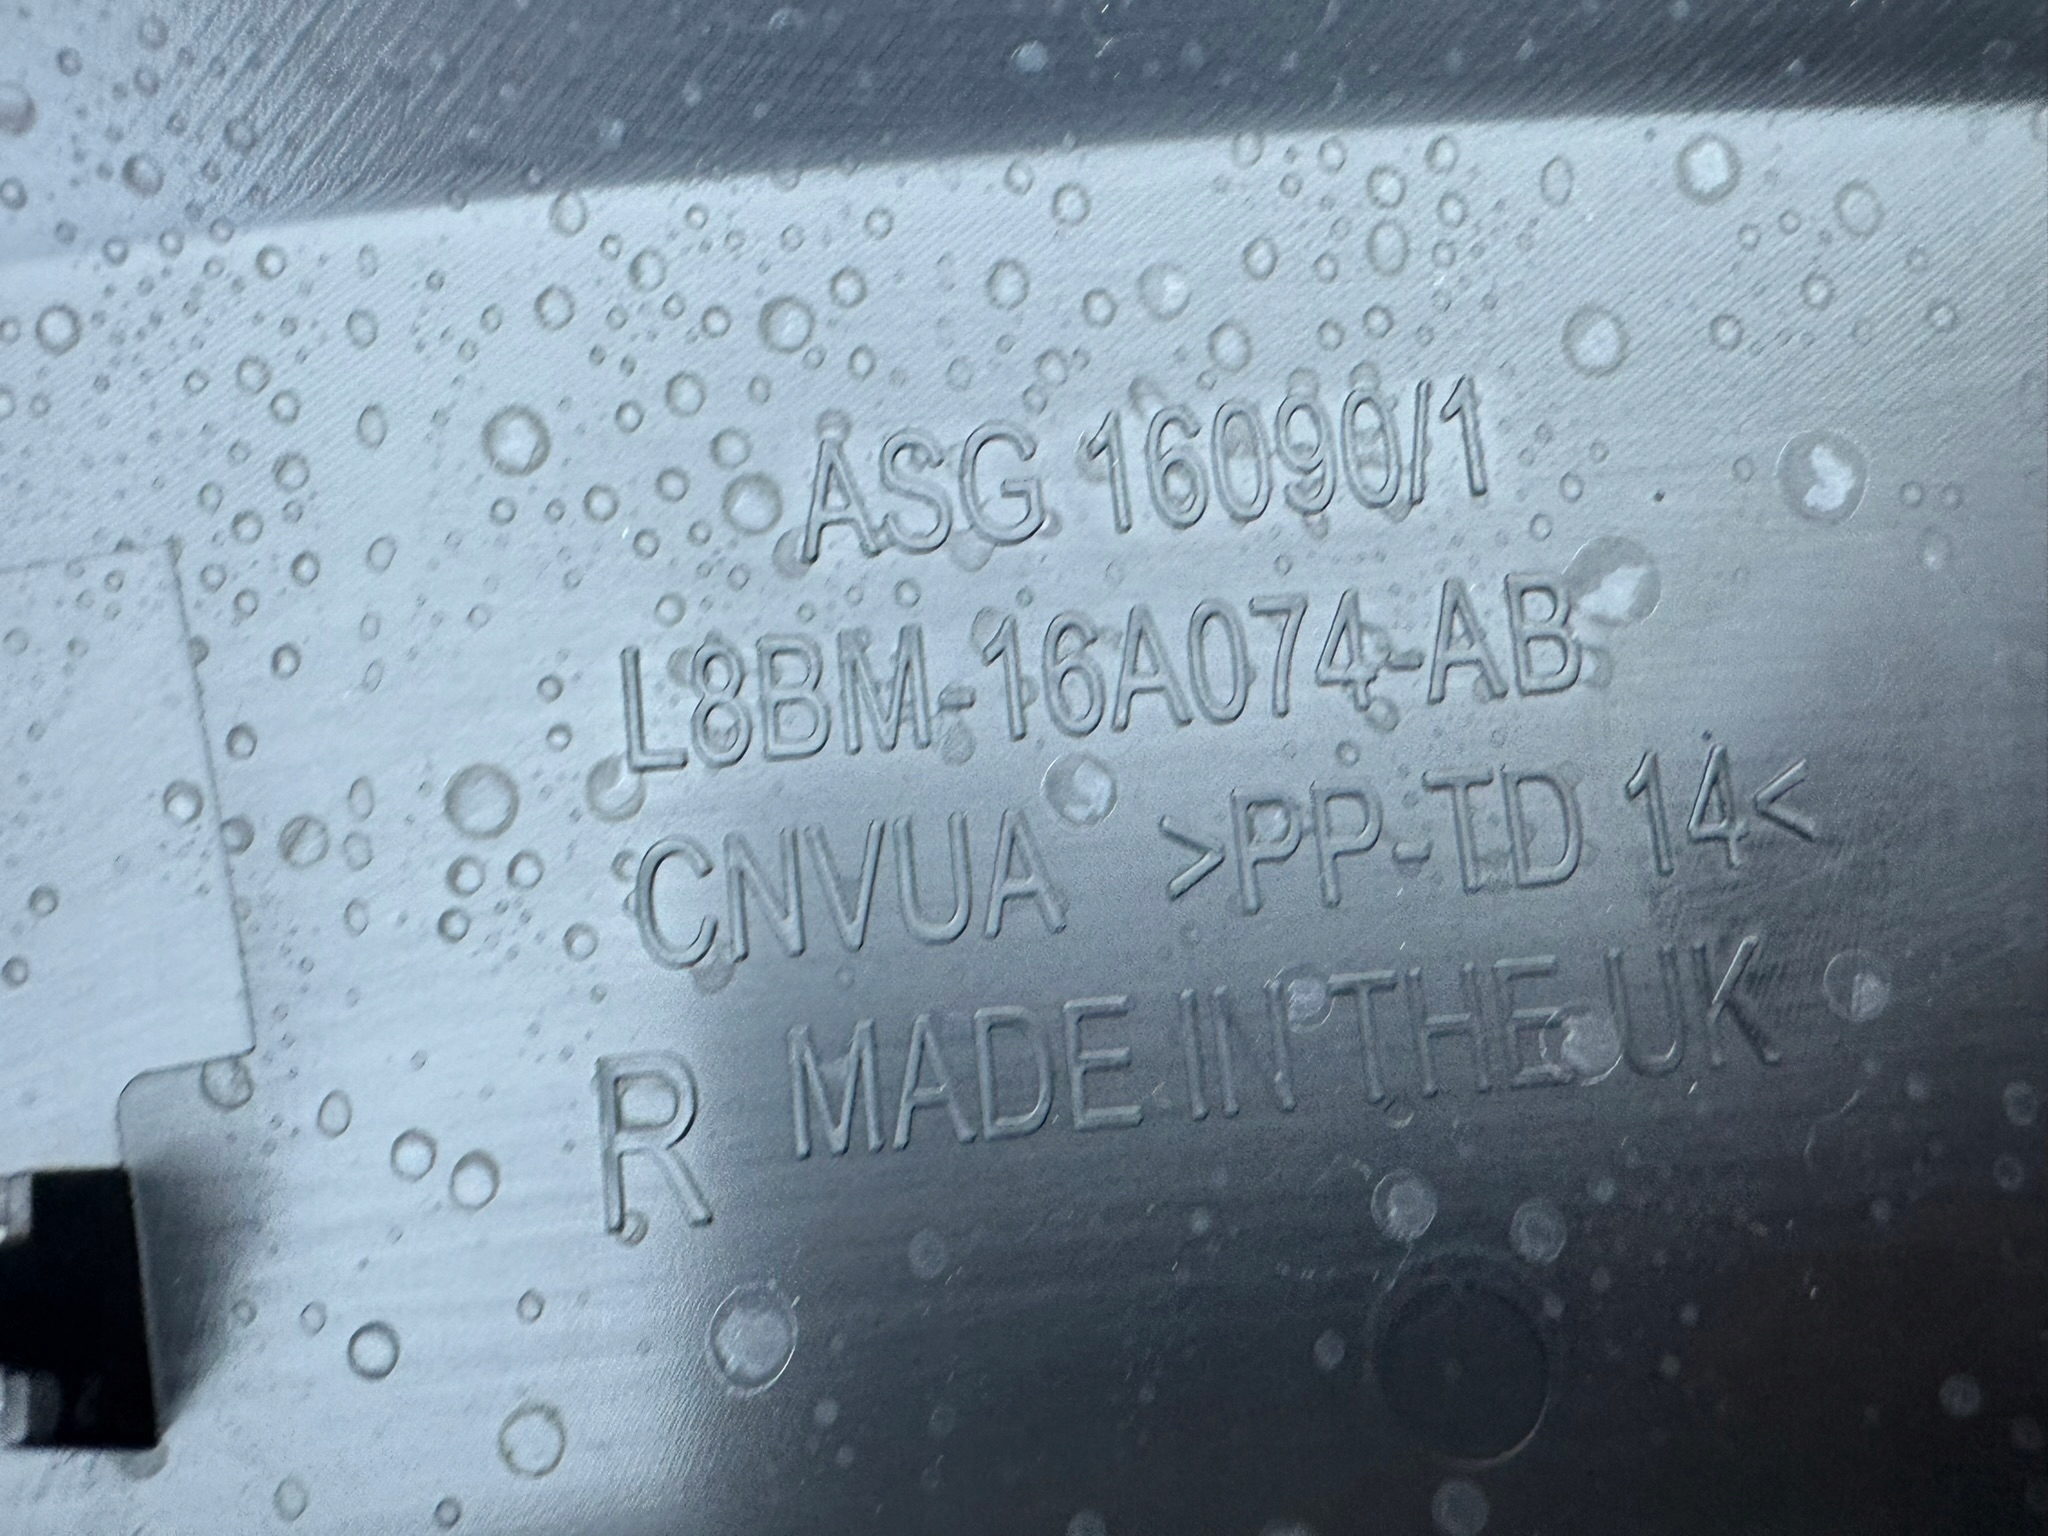 ASG 16090/1
L8BM-16A074-AB
CNVUA >PP-TD 14<
R MADE IN THE UK